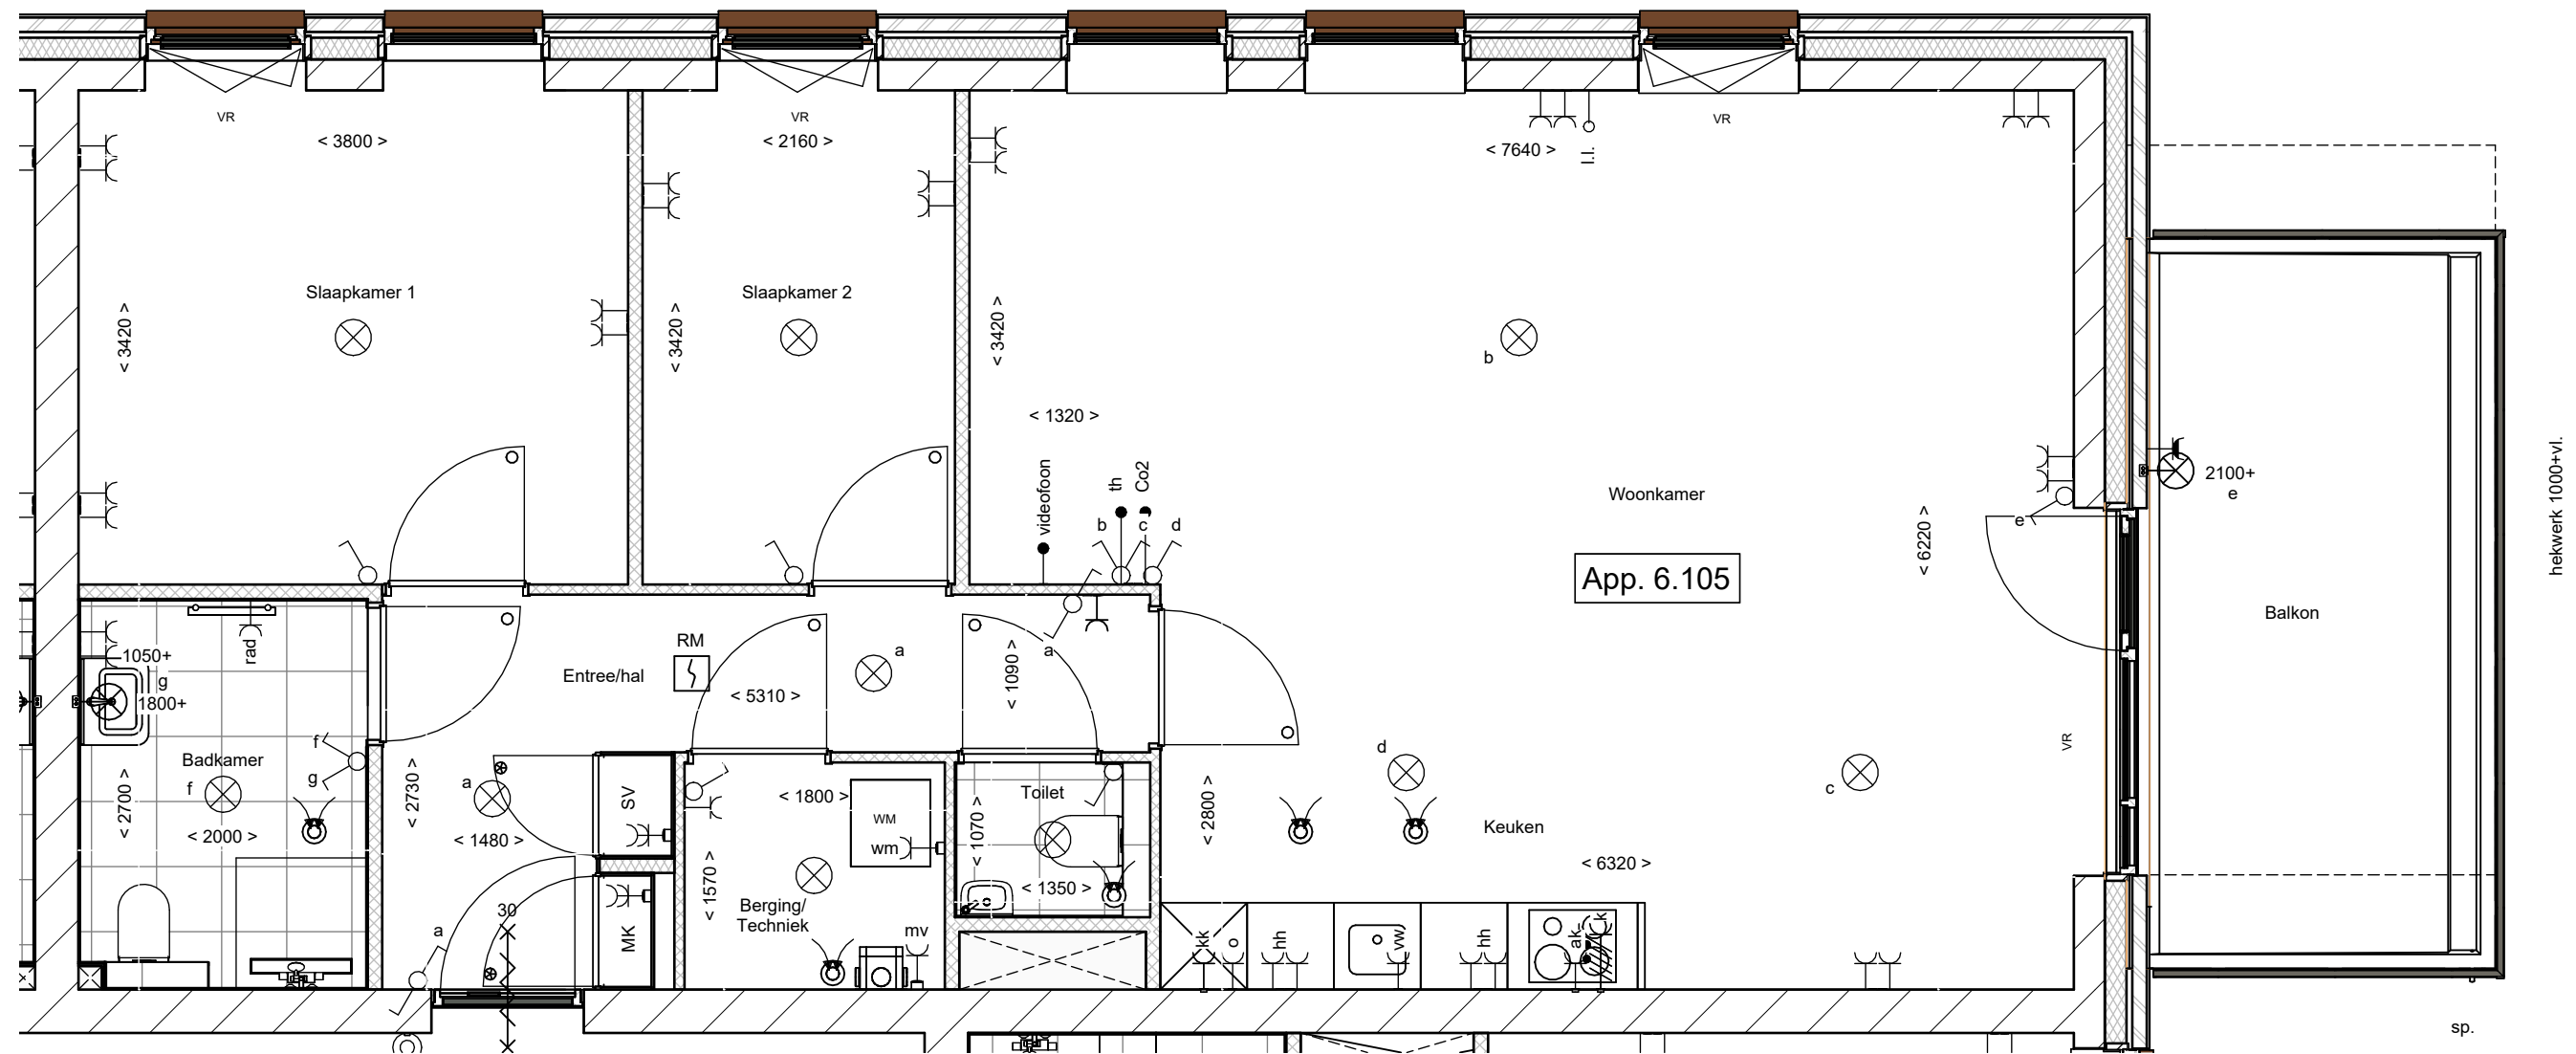 VR
VR
VR
< 3800 >
< 2160 >
< 7640 >
l.l.
Slaapkamer 1
Slaapkamer 2
< 3420 >
< 3420 >
< 3420 >
b
< 1320 >
videofoon
th
Co2
b
c
d
Woonkamer
e
< 6220 >
2100+
e
hekwerk 1000+vl.
App. 6.105
Balkon
rad
1050+
g
1800+
Entree/hal
RM
< 5310 >
a
< 1090 >
a
f
g
Badkamer
f
< 2700 >
< 2000 >
< 2730 >
a
< 1480 >
SV
< 1800 >
WM
wm
Toilet
< 1070 >
< 1350 >
< 2800 >
d
c
VR
Keuken
< 6320 >
30
a
MK
< 1570 >
Berging/
Techniek
mv
kk
o
hh
vw
hh
ak
k
sp.